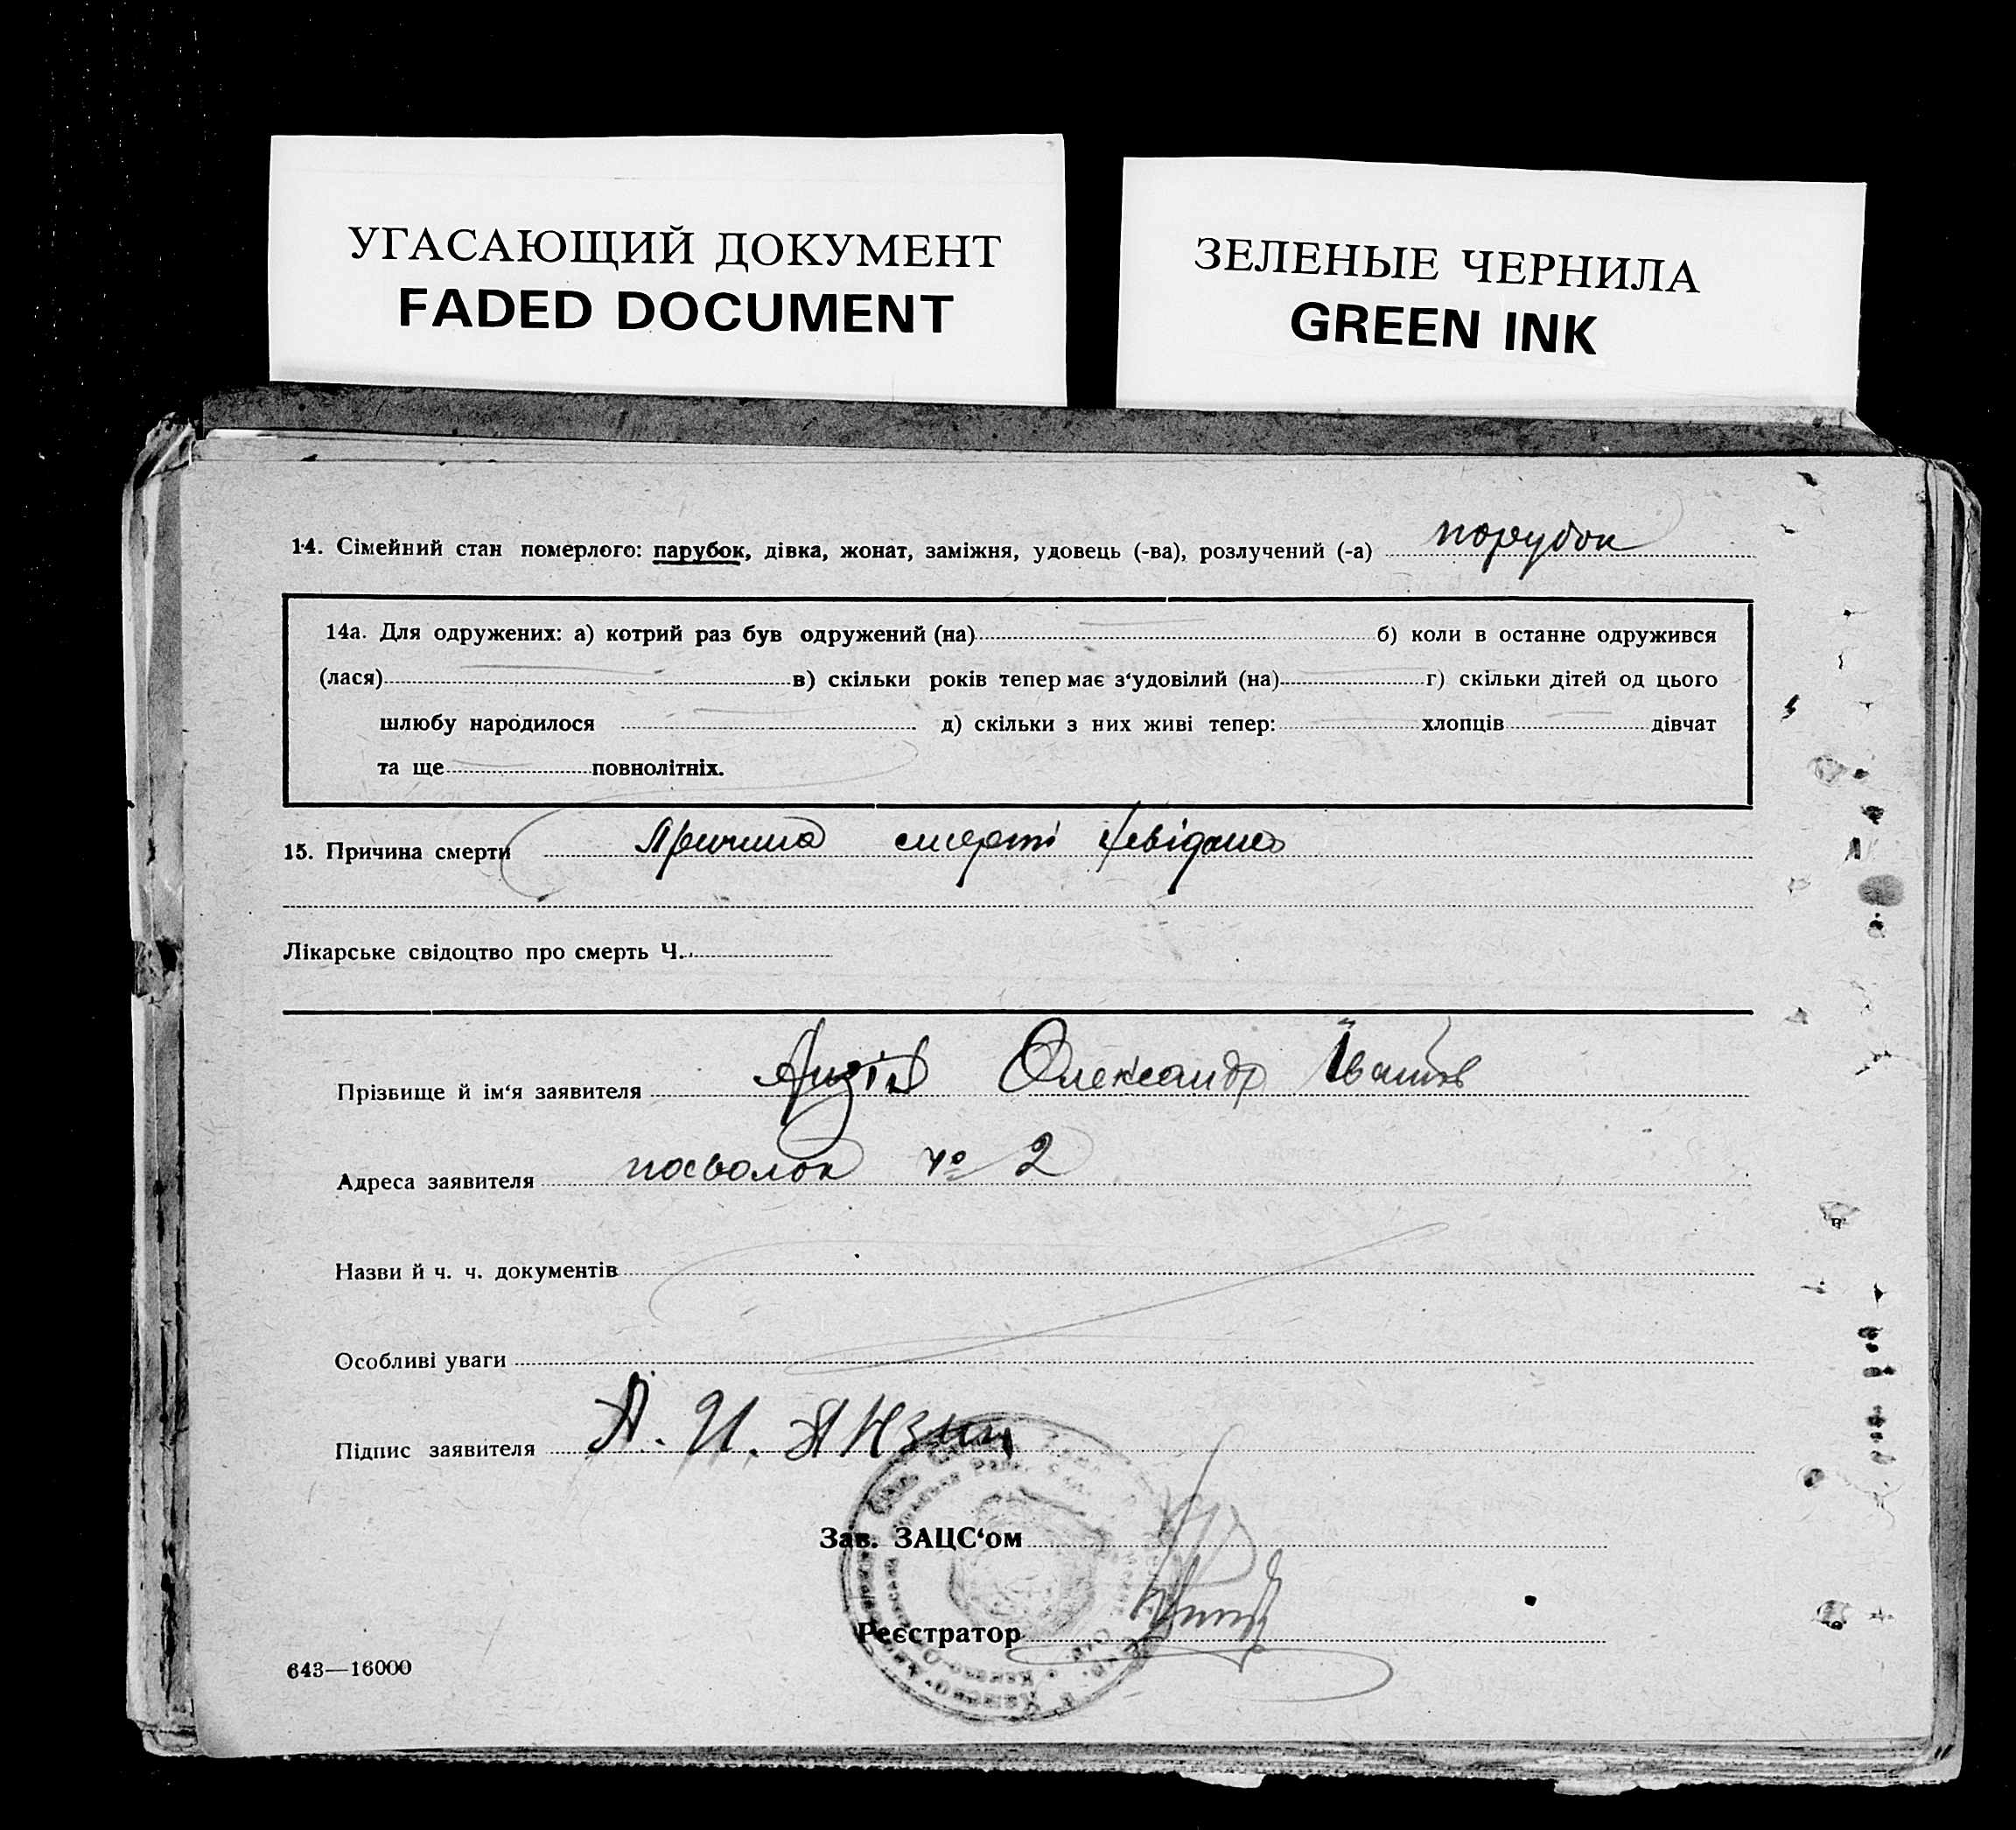 УГАСАЮЩИЙ ДОКУМЕНТ
FADED DOCUMENT
ЗЕЛЕНЫЕ ЧЕРНИЛА
GREEN INK
14. Сімейний стан померлого: парубок, дівка, жонат, заміжня, удовець (-ва), розлучений (-а) порубок
14а. Для одружених: а) котрий раз був одружений (на) б) коли в останне одружився
(лася) в) скільки років тепер має з‘удовілий (на) г) скільки дітей од цього
шлюбу народилося д) скільки з них живі тепер: хлопців дівчат
та ще повнолітніх.
15. Причина смерти Причина смерті невідана
Лікарське свідоцтво про смерть Ч.
Прізвище й ім‘я заявителя Олександр
Адреса заявителя посьолок № 2
Назви й ч. ч. документів
Особливі уваги
Підпис заявителя А. И.
Зав. ЗАЦС‘ом
Реєстратор
643—16000